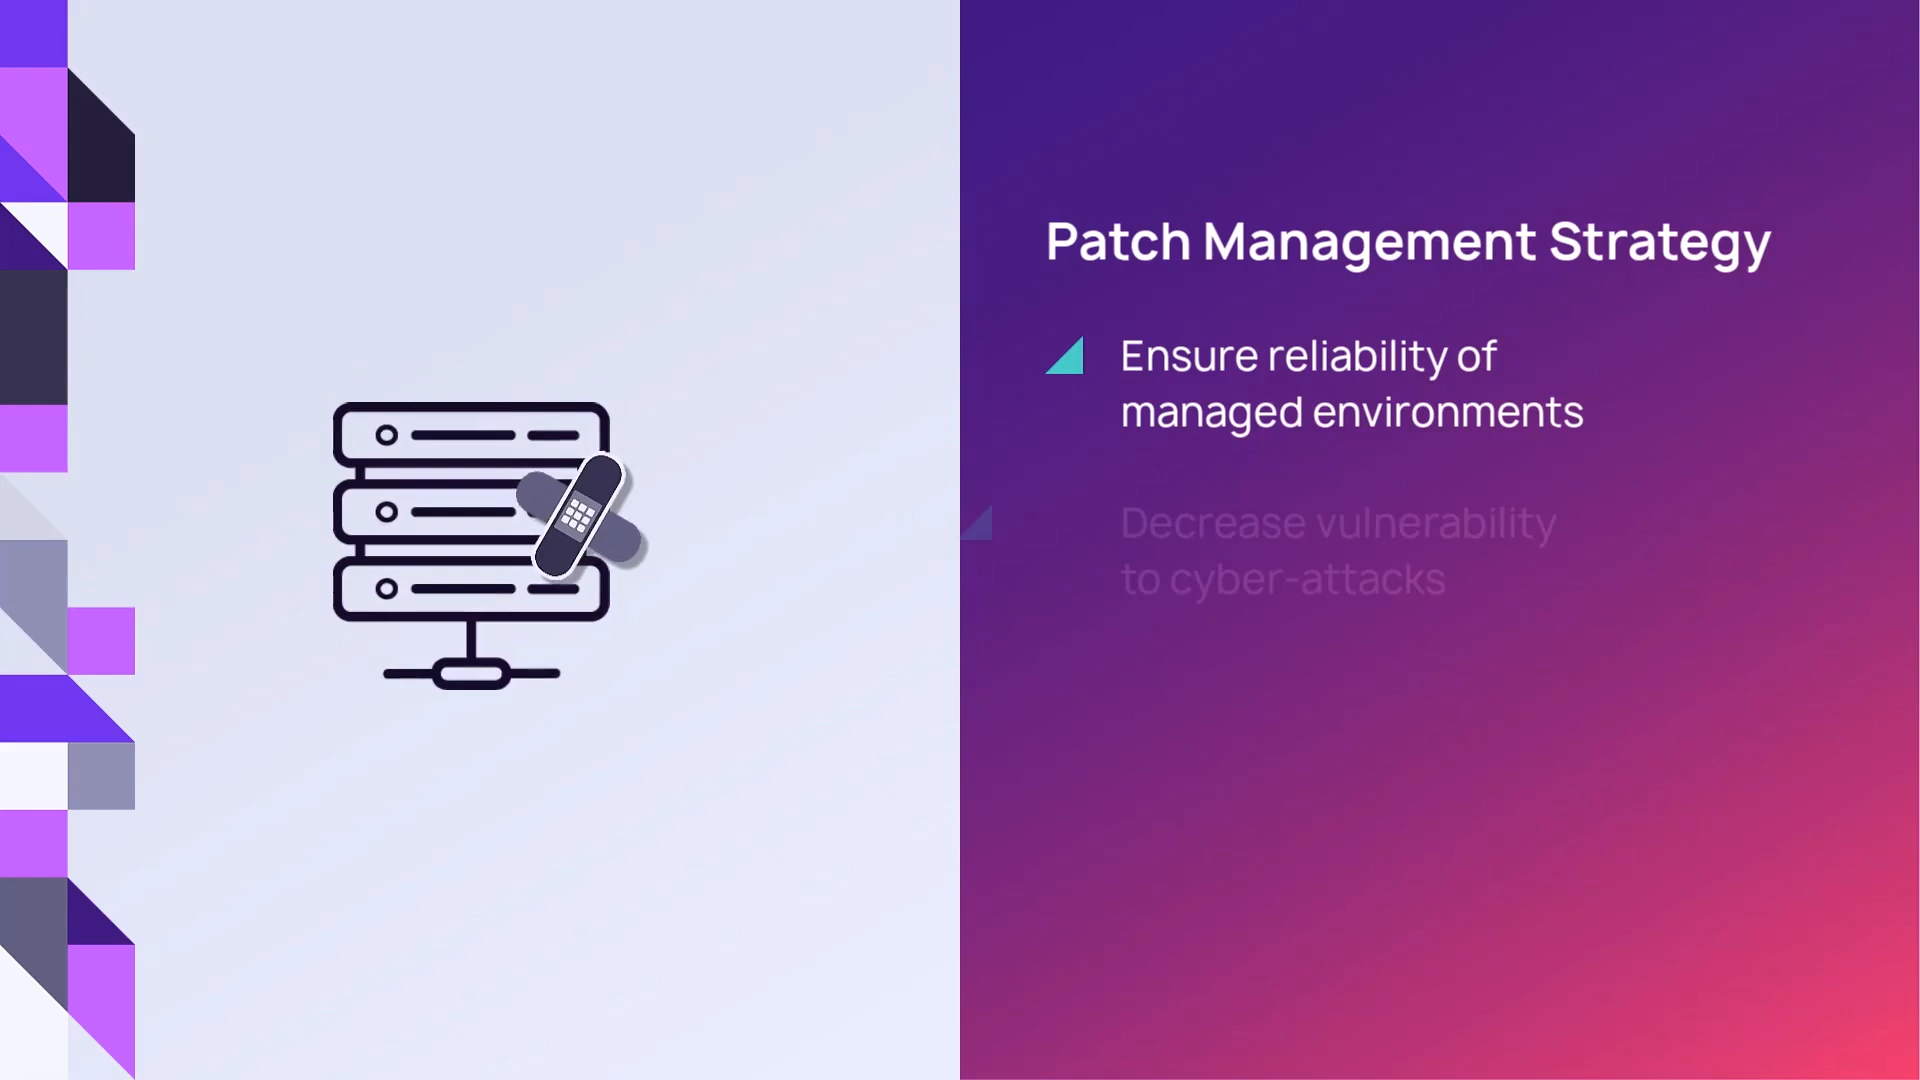 Patch Management Strategy
Ensure reliability of
managed environments
Decrease vulnerability
to cyber-attacks